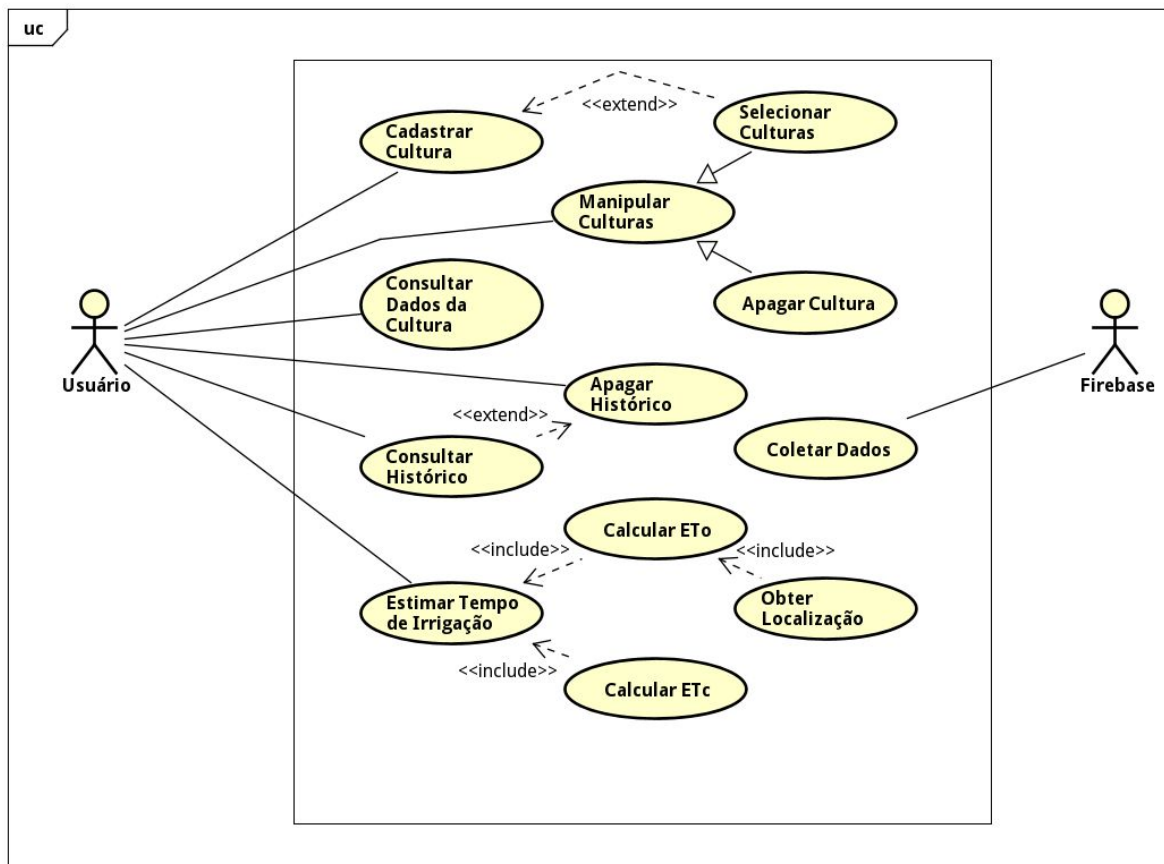 uc
<<extend>>
Selecionar
Culturas
Cadastrar
Cultura
Manipular
Culturas
Consultar
Dados da
Cultura
Apagar Cultura
Usuário
Firebase
Apagar
Histórico
<<extend>>
Consultar
Histórico
Coletar Dados
Calcular ETo
<<include>>
<<include>>
Estimar Tempo
de Irrigação
Obter
Localização
<<include>>
Calcular ETc